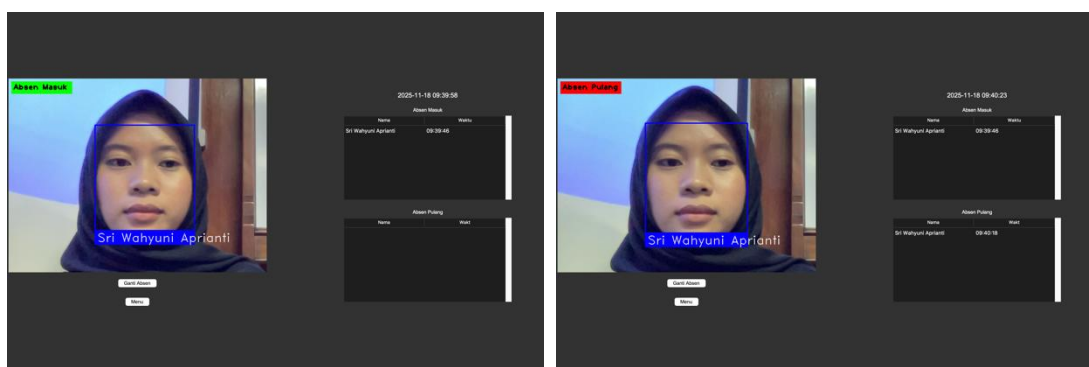 Absen Masuk
2025-11-18 09:39:58
Absen Masuk
Nama Waktu
Sri Wahyuni Aprianti 09:39:46
Absen Pulang
Nama Wakt
Sri Wahyuni Aprianti
Ganti Absen
Menu
Absen Pulang
2025-11-18 09:40:23
Absen Masuk
Nama Waktu
Sri Wahyuni Aprianti 09:39:46
Absen Pulang
Nama Wakt
Sri Wahyuni Aprianti 09:40:18
Sri Wahyuni Aprianti
Ganti Absen
Menu